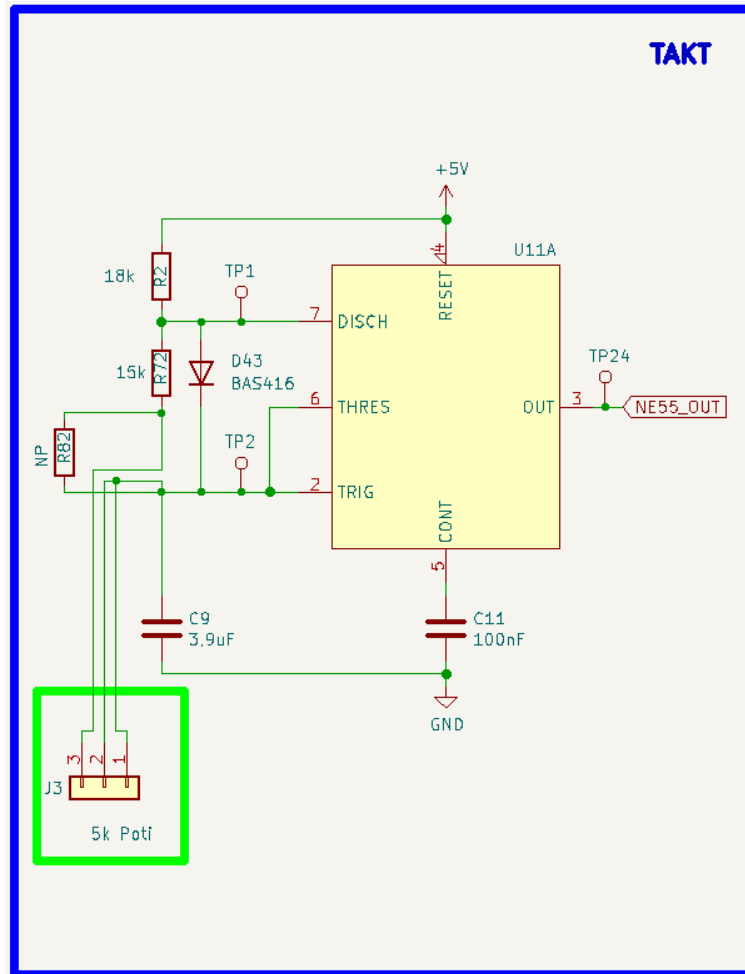 TAKT
+5V
U11A
18k
R2
TP1
4
RESET
7
DISCH
15k
R72
D43
BAS416
TP24
6
THRES
OUT
3
NE55_OUT
NP
R82
TP2
2
TRIG
CONT
5
C9
3.9uF
C11
100nF
GND
3
2
1
J3
5k Poti